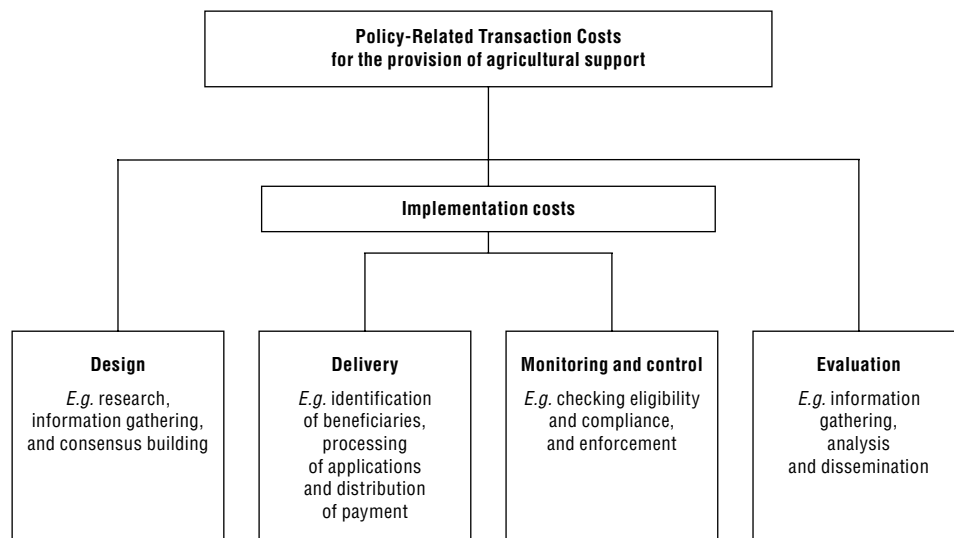 Policy-Related Transaction Costs
for the provision of agricultural support
Implementation costs
Design
E.g. research,
information gathering,
and consensus building
Delivery
E.g. identification
of beneficiaries,
processing
of applications
and distribution
of payment
Monitoring and control
E.g. checking eligibility
and compliance,
and enforcement
Evaluation
E.g. information
gathering,
analysis
and dissemination